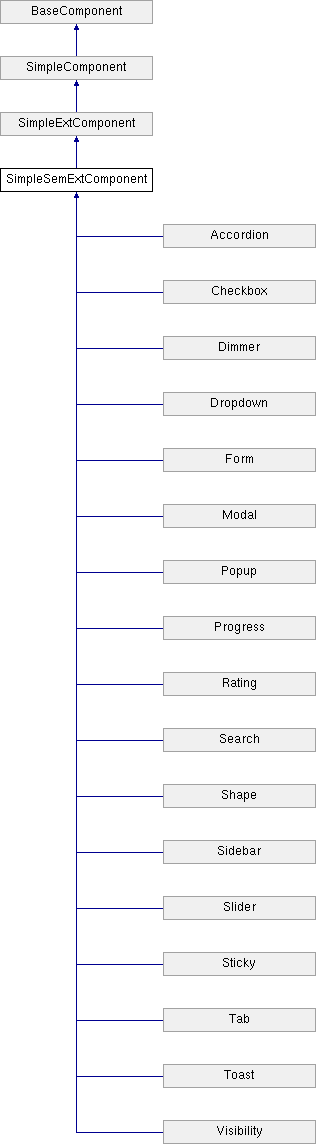 BaseComponent
SimpleComponent
SimpleExtComponent
SimpleSemExtComponent
Accordion
Checkbox
Dimmer
Dropdown
Form
Modal
Popup
Progress
Rating
Search
Shape
Sidebar
Slider
Sticky
Tab
Toast
Visibility